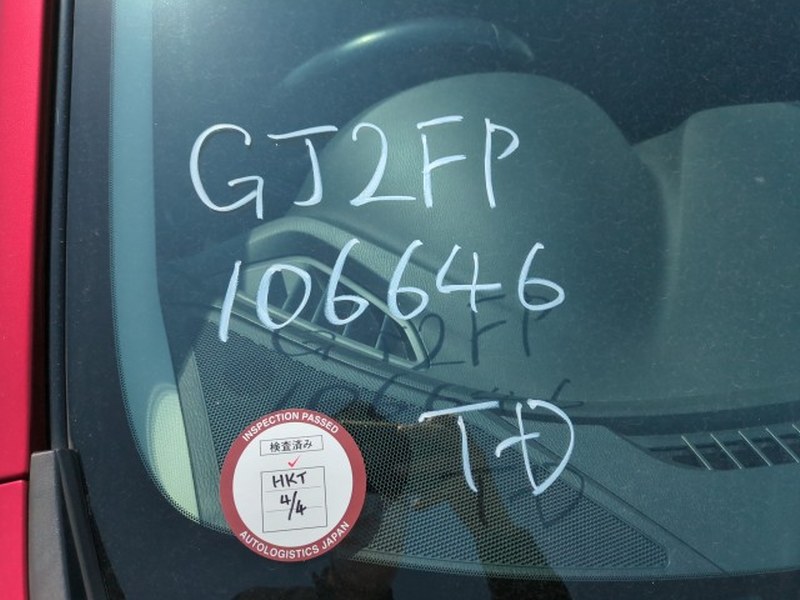 GJ2FP
106646
TD
INSPECTION PASSED
検査済み
HKT
4/4
AUTOLOGISTICS JAPAN